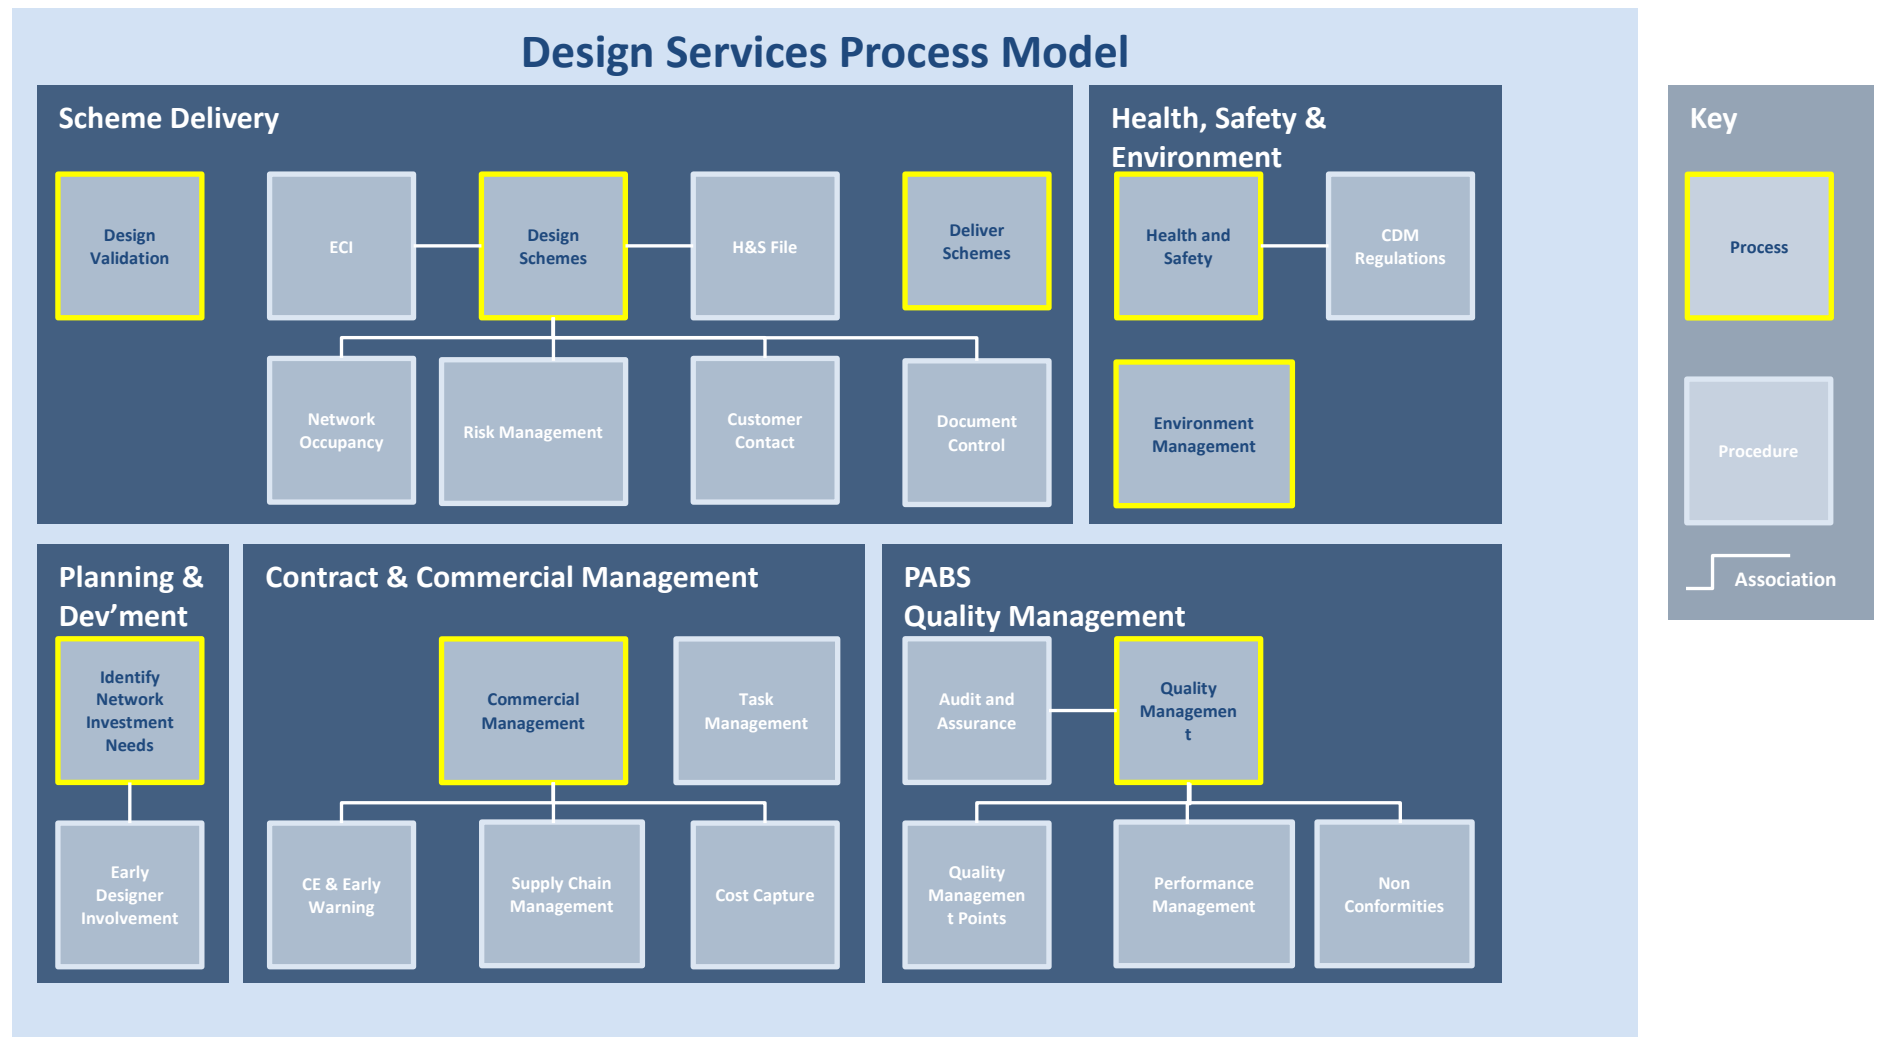 Design Services Process Model
Scheme Delivery
Design
Validation
ECI
Design
Schemes
H&S File
Deliver
Schemes
Network
Occupancy
Risk Management
Customer
Contact
Document
Control
Health, Safety &
Environment
Health and
Safety
CDM
Regulations
Environment
Management
Planning &
Dev’ment
Identify
Network
Investment
Needs
Early
Designer
Involvement
Contract & Commercial Management
Commercial
Management
Task
Management
CE & Early
Warning
Supply Chain
Management
Cost Capture
PABS
Quality Management
Audit and
Assurance
Quality
Managemen
t
Quality
Managemen
t Points
Performance
Management
Non
Conformities
Key
Process
Procedure
Association